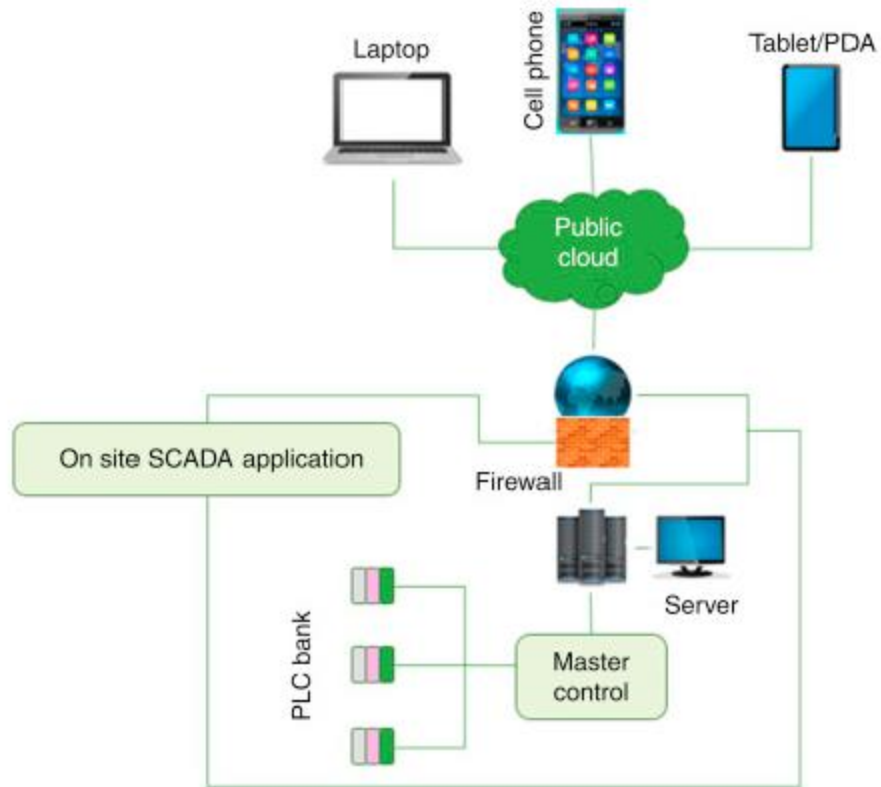 Laptop
Cell phone
Tablet/PDA
Public
cloud
On site SCADA application
Firewall
Server
PLC bank
Master
control